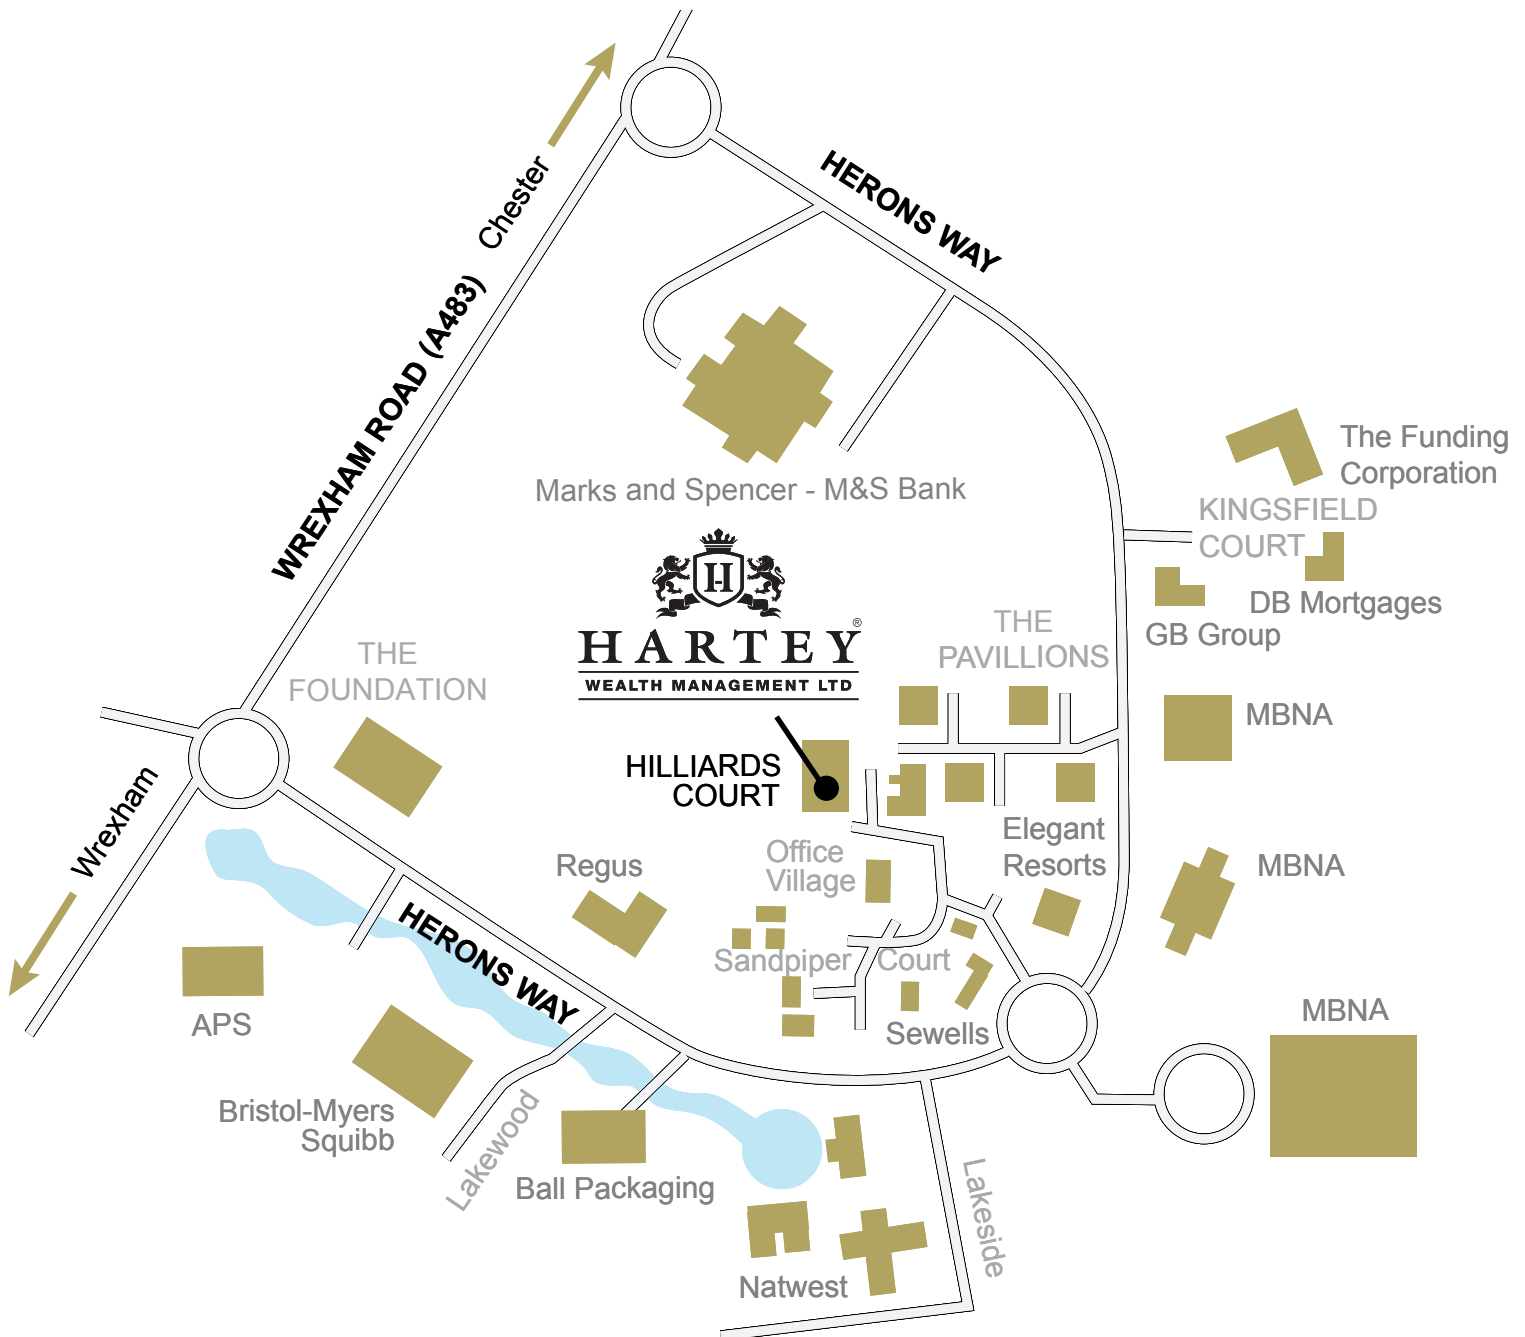 Chester
HERONS WAY
WREXHAM ROAD (A483)
The Funding
Corporation
Marks and Spencer - M&S Bank
KINGSFIELD
COURT
DB Mortgages
GB Group
H
HARTEY®
WEALTH MANAGEMENT LTD
THE
PAVILLIONS
THE
FOUNDATION
MBNA
HILLIARDS
COURT
Wrexham
Elegant
Resorts
Office
Village
Regus
MBNA
HERONS WAY
Sandpiper Court
APS
Sewells
MBNA
Bristol-Myers
Squibb
Lakewood
Ball Packaging
Lakeside
Natwest